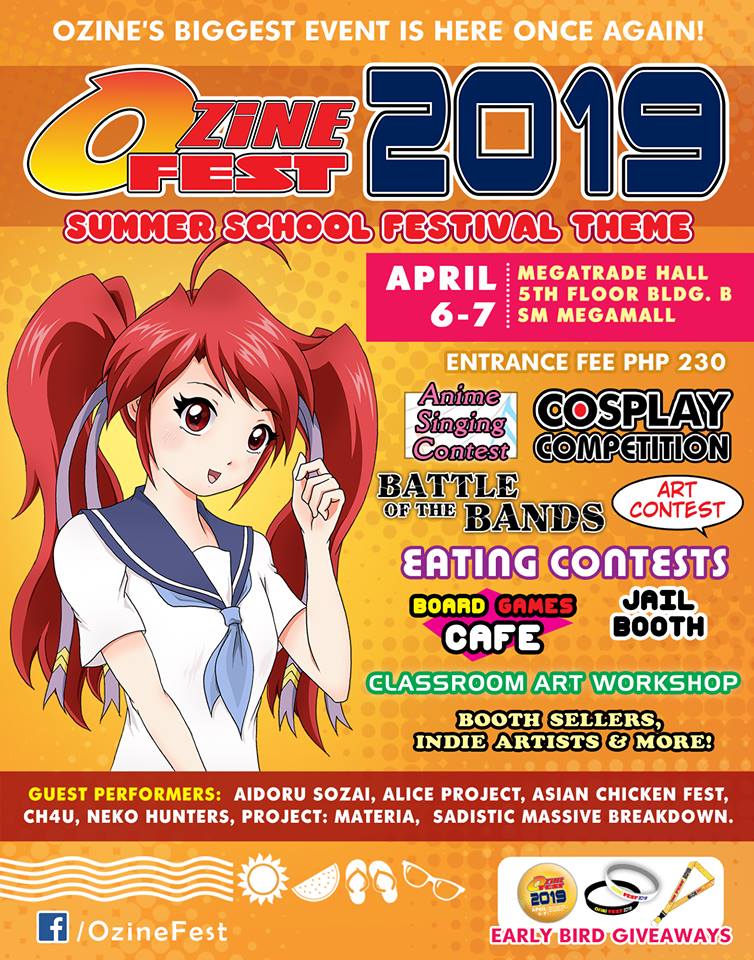 OZINE'S BIGGEST EVENT IS HERE ONCE AGAIN!
OZINE
FEST
2019
SUMMER SCHOOL FESTIVAL THEME
APRIL
6-7
MEGATRADE HALL
5TH FLOOR BLDG. B
SM MEGAMALL
ENTRANCE FEE PHP 230
Anime
Singing
Contest
COSPLAY
COMPETITION
BATTLE
OF THE BANDS
ART
CONTEST
EATING CONTESTS
BOARD GAMES
CAFE
JAIL
BOOTH
CLASSROOM ART WORKSHOP
BOOTH SELLERS,
INDIE ARTISTS & MORE!
GUEST PERFORMERS: AIDORU SOZAI, ALICE PROJECT, ASIAN CHICKEN FEST,
CH4U, NEKO HUNTERS, PROJECT: MATERIA, SADISTIC MASSIVE BREAKDOWN.
f /OzineFest
OZINE
FEST
2019
EARLY BIRD GIVEAWAYS